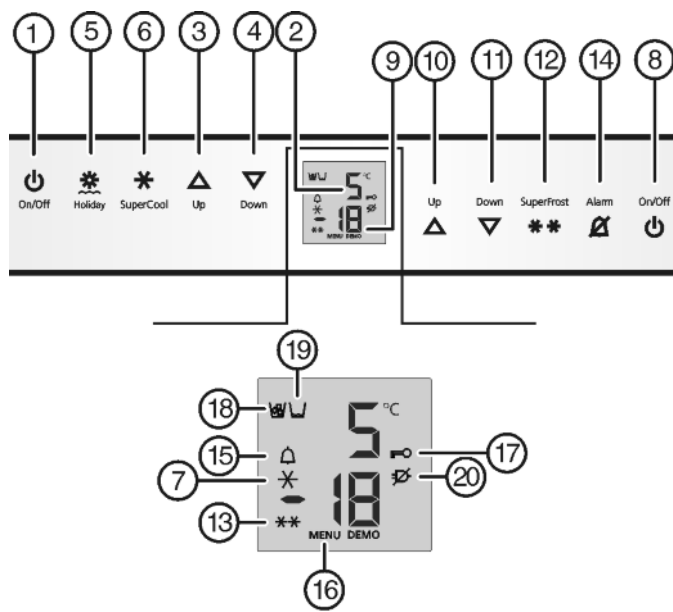 1 5 6 3 4 2 9 10 11 12 14 8
On/Off Holiday SuperCool Up Down
5 °C
18
MENU DEMO
Up Down SuperFrost Alarm On/Off
19
18
5 °C
15
17
7
20
18
13
MENU DEMO
16